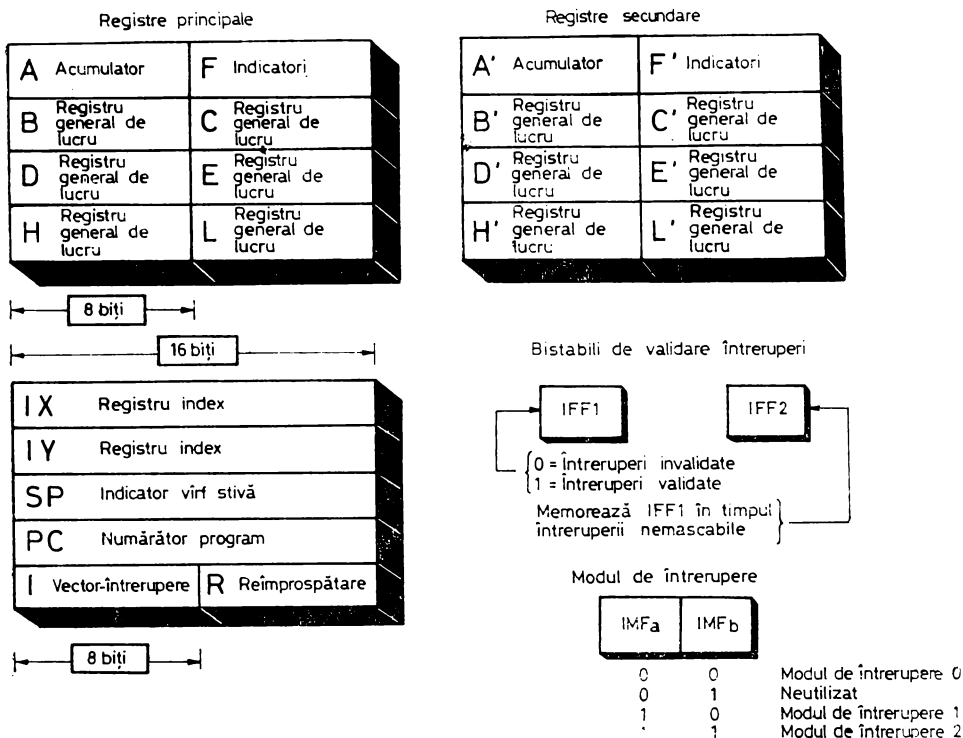 Registre principale
A Acumulator F Indicatori
B Registru general de lucru C Registru general de lucru
D Registru general de lucru E Registru general de lucru
H Registru general de lucru L Registru general de lucru
8 biți
16 biți
IX Registru index
IY Registru index
SP Indicator vîrf stivă
PC Numărător program
I Vector-întrerupere R Reîmprospătare
8 biți
Registre secundare
A' Acumulator F' Indicatori
B' Registru general de lucru C' Registru general de lucru
D' Registru general de lucru E' Registru general de lucru
H' Registru general de lucru L' Registru general de lucru
Bistabili de validare întreruperi
IFF1 IFF2
0 = Întreruperi invalidate
1 = Întreruperi validate
Memorează IFF1 în timpul
întreruperii nemascabile
Modul de întrerupere
IMFa IMFb
0 0 Modul de întrerupere 0
0 1 Neutilizat
1 0 Modul de întrerupere 1
1 Modul de întrerupere 2